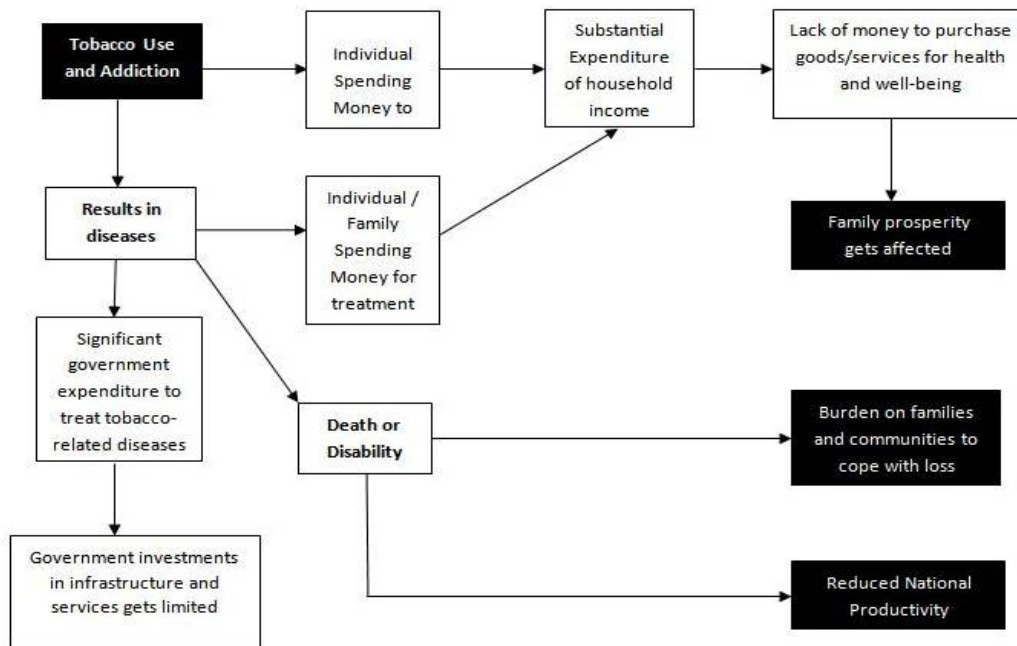 Tobacco Use
and Addiction
Individual
Spending
Money to
Substantial
Expenditure
of household
income
Lack of money to purchase
goods/services for health
and well-being
Results in
diseases
Individual /
Family
Spending
Money for
treatment
Family prosperity
gets affected
Significant
government
expenditure to
treat tobacco-
related diseases
Death or
Disability
Burden on families
and communities to
cope with loss
Government investments
in infrastructure and
services gets limited
Reduced National
Productivity